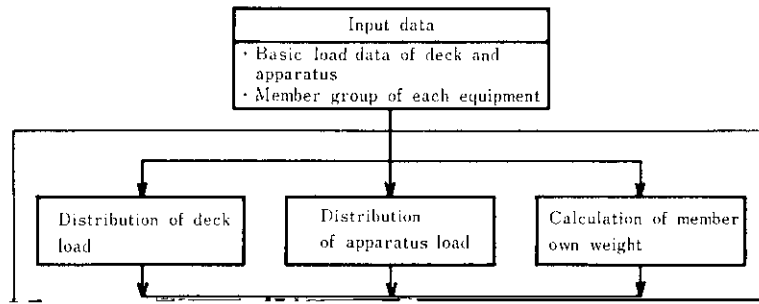 Input data
· Basic load data of deck and
apparatus
· Member group of each equipment
Distribution of deck
load
Distribution
of apparatus load
Calculation of member
own weight